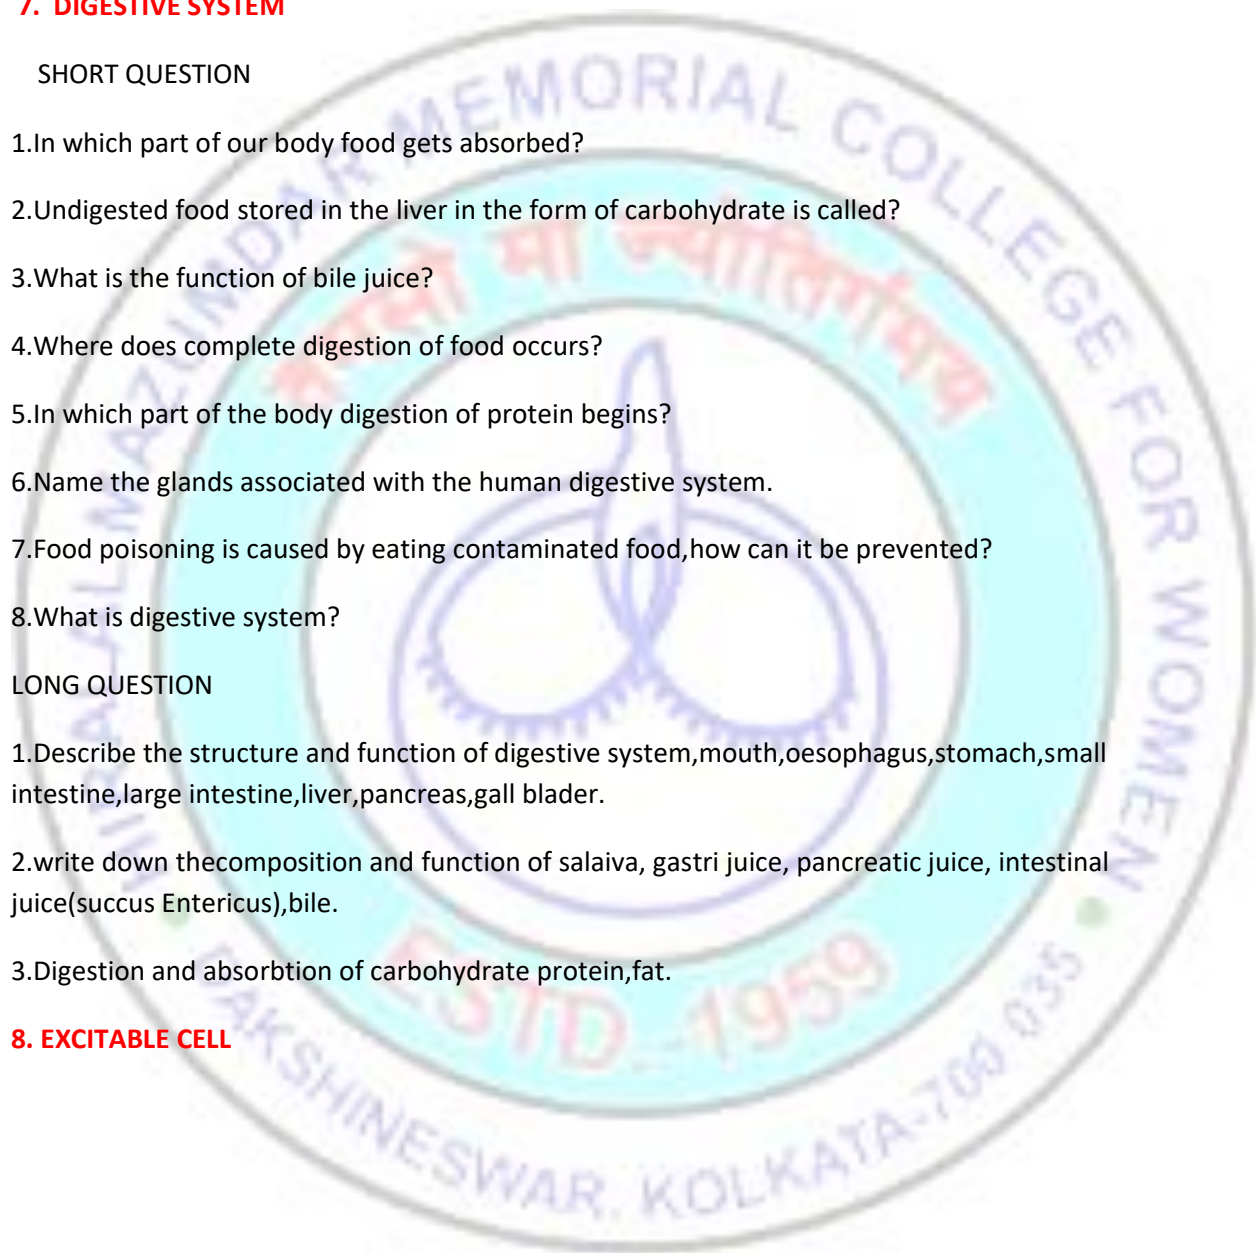 7. DIGESTIVE SYSTEM
SHORT QUESTION
1.In which part of our body food gets absorbed?
2.Undigested food stored in the liver in the form of carbohydrate is called?
3.What is the function of bile juice?
4.Where does complete digestion of food occurs?
5.In which part of the body digestion of protein begins?
6.Name the glands associated with the human digestive system.
7.Food poisoning is caused by eating contaminated food,how can it be prevented?
8.What is digestive system?
LONG QUESTION
1.Describe the structure and function of digestive system,mouth,oesophagus,stomach,small
intestine,large intestine,liver,pancreas,gall blader.
2.write down thecomposition and function of salaiva, gastri juice, pancreatic juice, intestinal
juice(succus Entericus),bile.
3.Digestion and absorbtion of carbohydrate protein,fat.
8. EXCITABLE CELL
HIRALAL MAZUMDAR MEMORIAL COLLEGE FOR WOMEN
तमसो मा ज्योतिर्गमय
ESTD.-1959
DAKSHINESWAR, KOLKATA-700 035